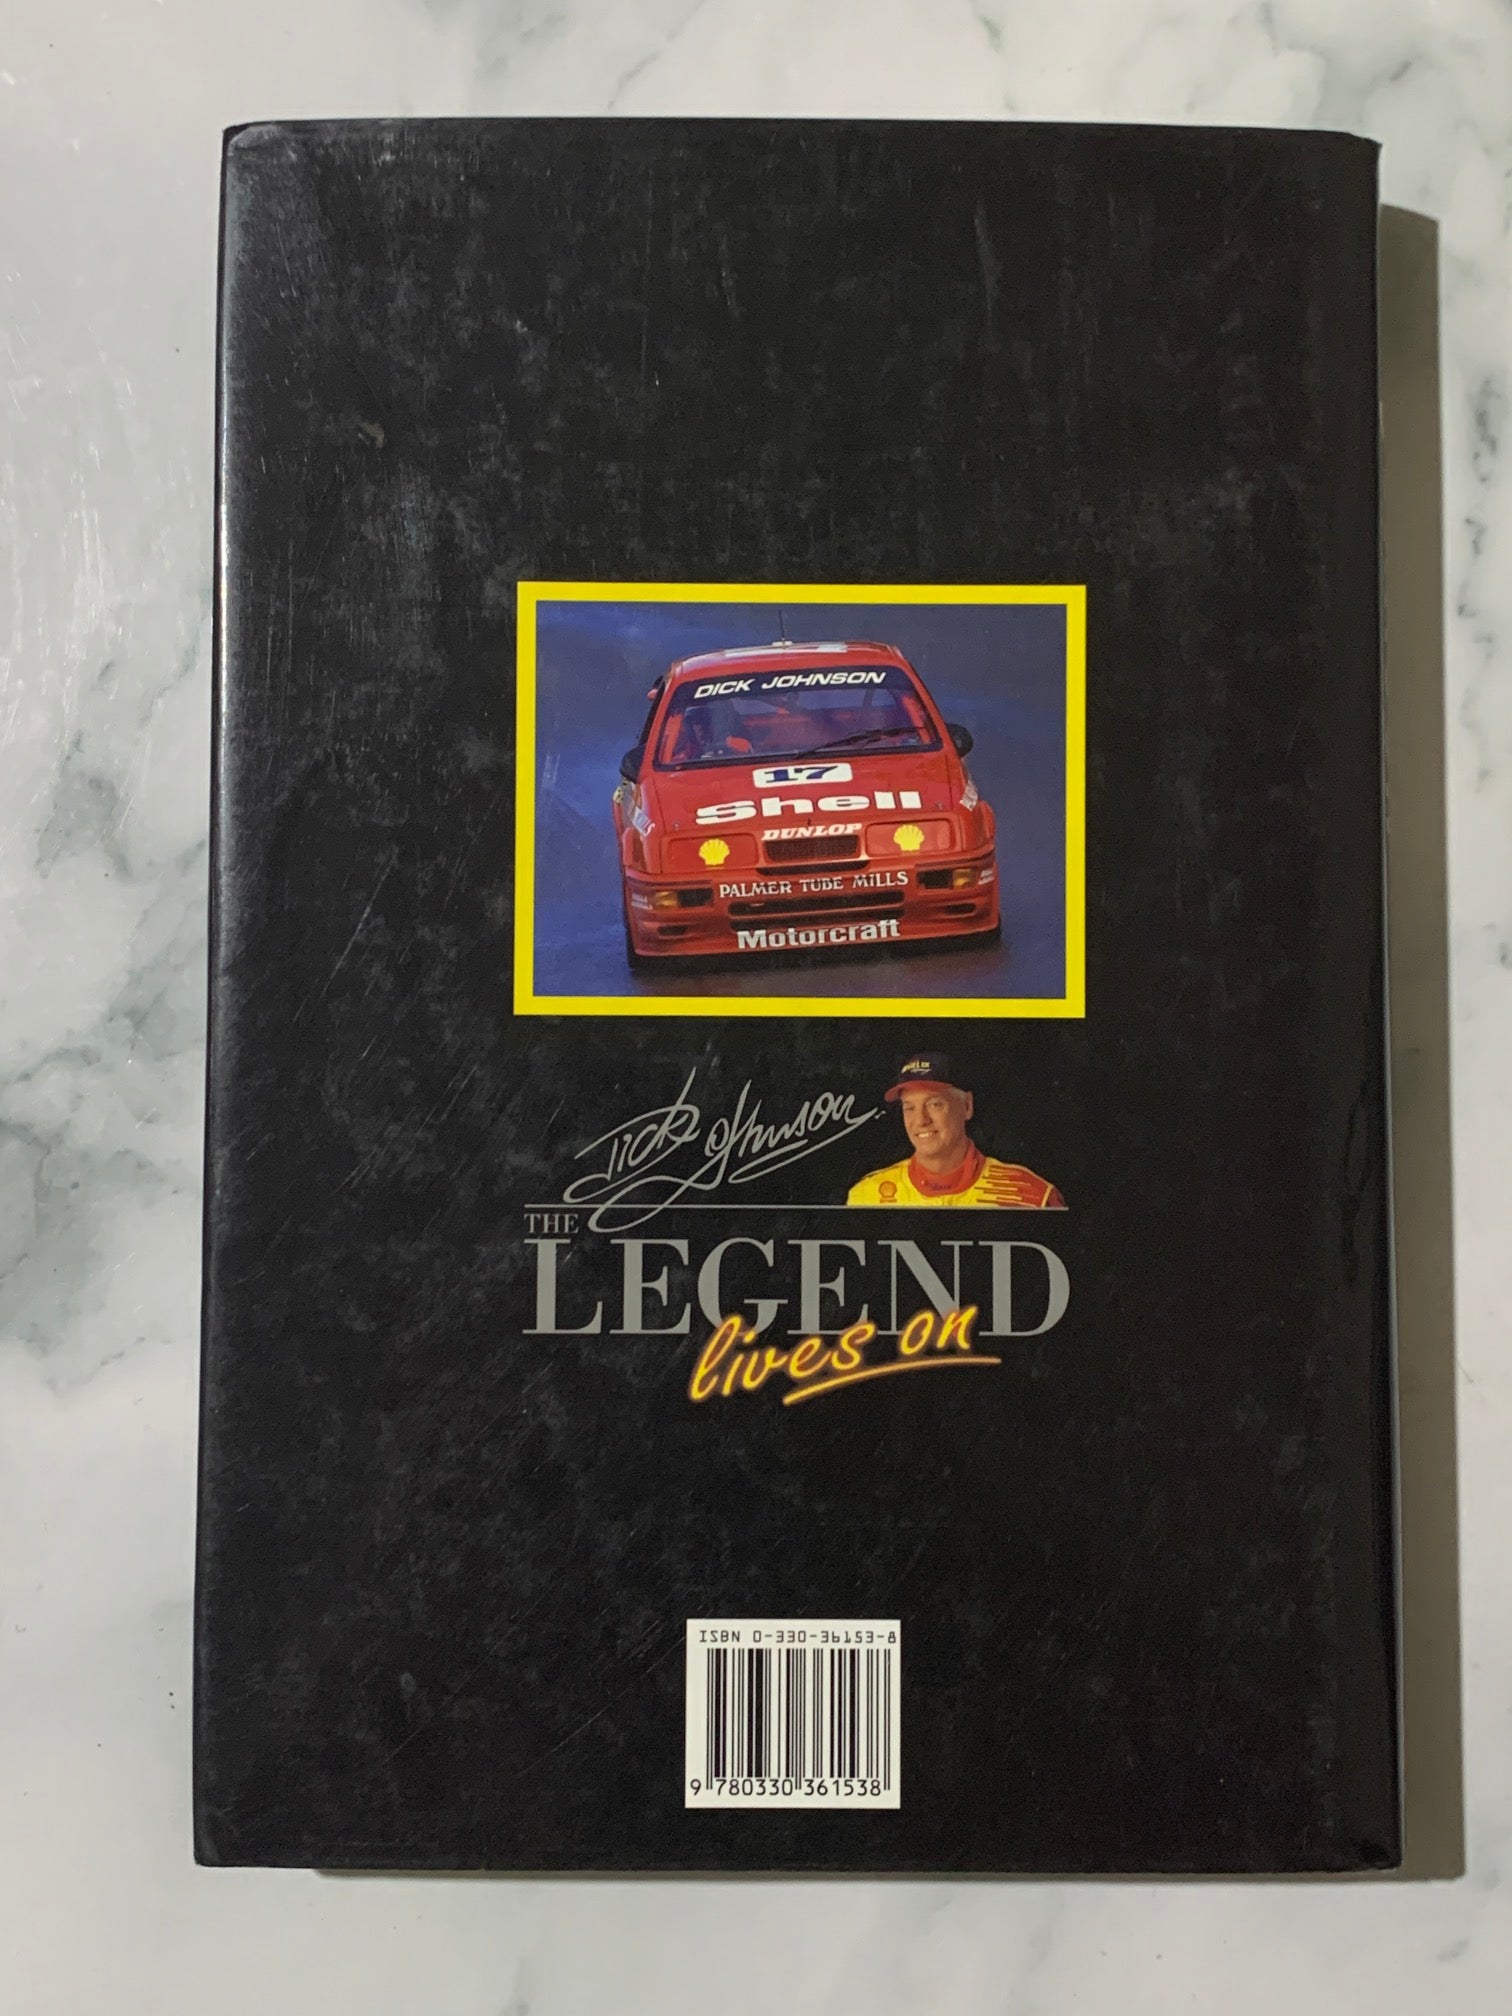 DICK JOHNSON
17
Shell
DUNLOP
PALMER TUBE MILLS
Motorcraft
Dick Johnson
THE
LEGEND
lives on
ISBN 0-330-36153-8
9 780330 361538